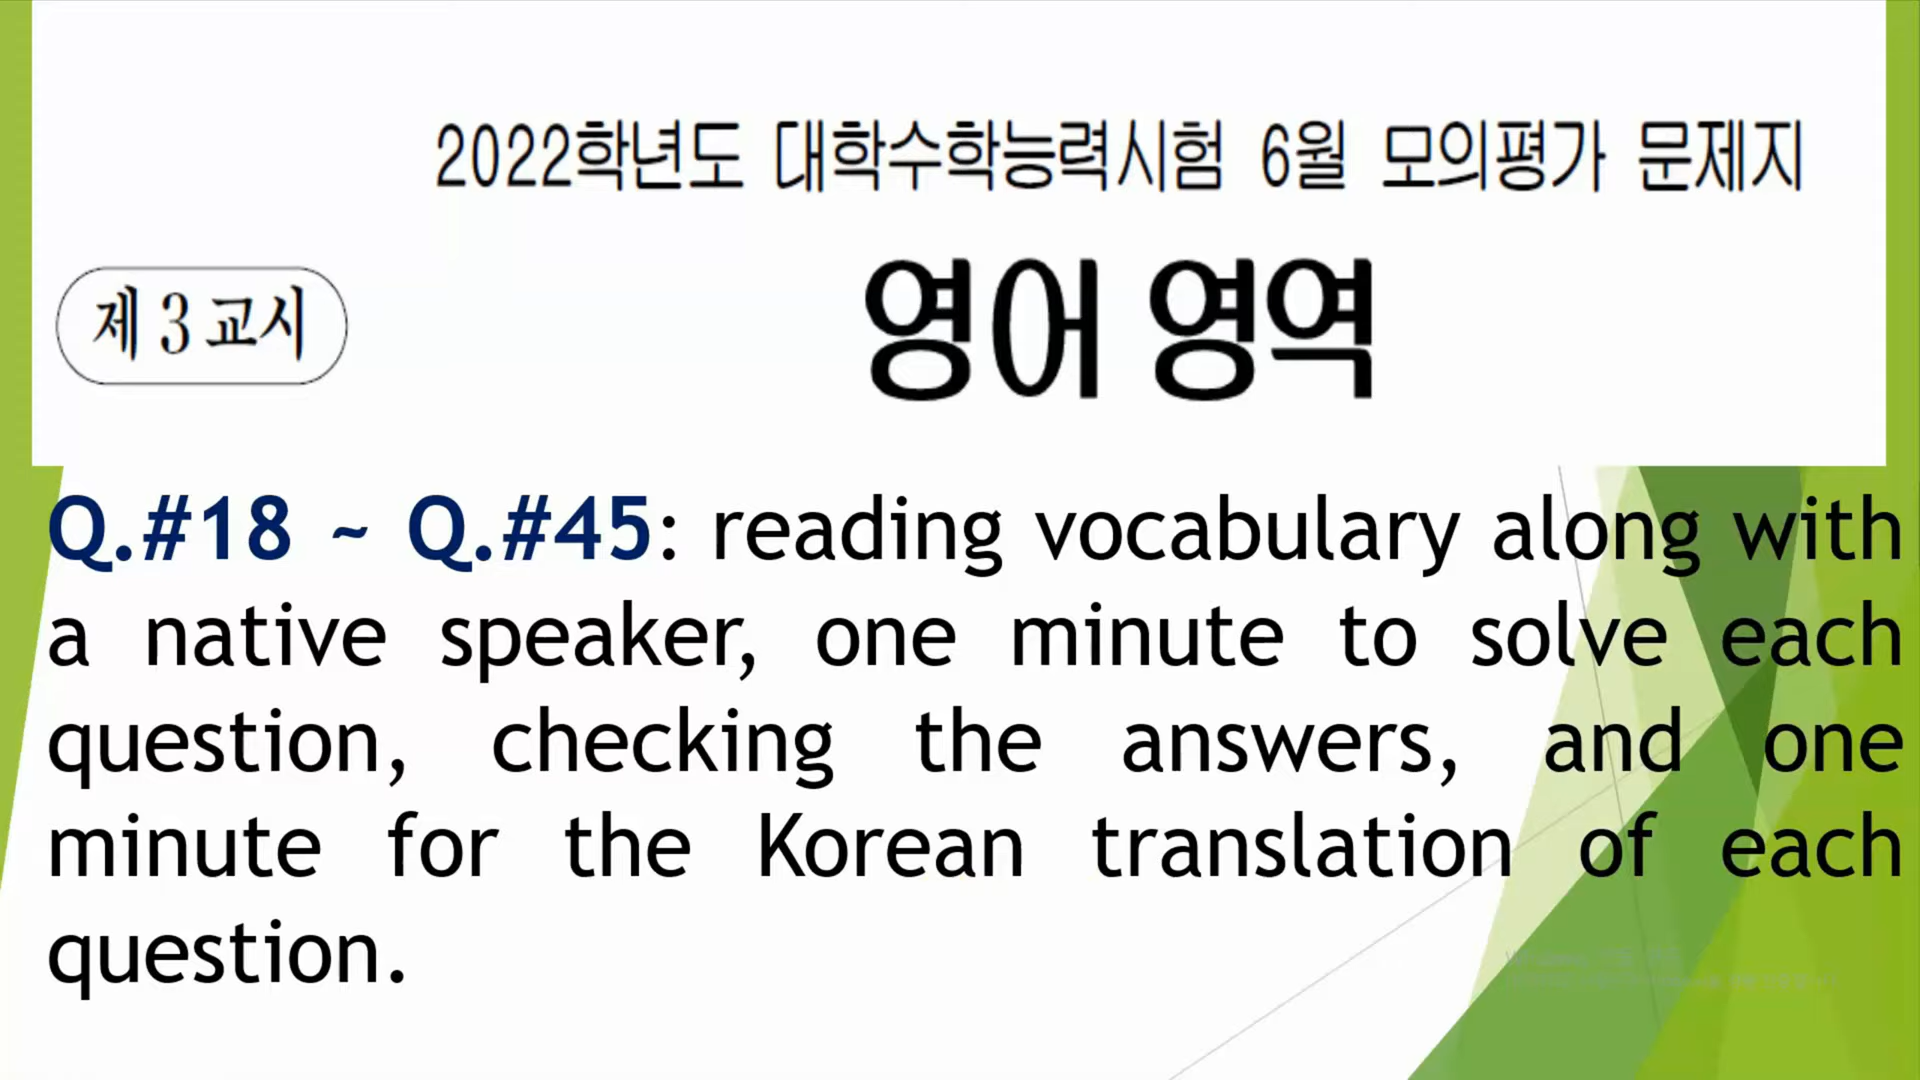 2022학년도 대학수학능력시험 6월 모의평가 문제지
제 3 교시
영어 영역
Q.#18 ~ Q.#45: reading vocabulary along with
a native speaker, one minute to solve each
question, checking the answers, and one
minute for the Korean translation of each
question.